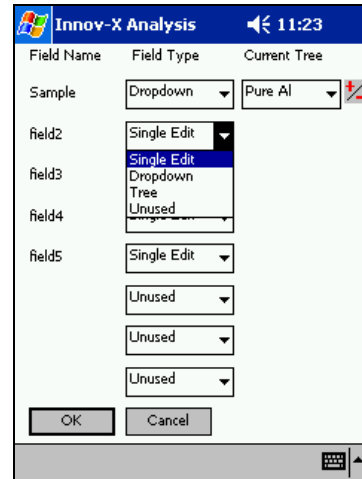 Innov-X Analysis 11:23
Field Name Field Type Current Tree
Sample Dropdown Pure Al
field2 Single Edit
Single Edit
field3 Dropdown
Tree
Unused
field4
field5 Single Edit
Unused
Unused
Unused
OK Cancel